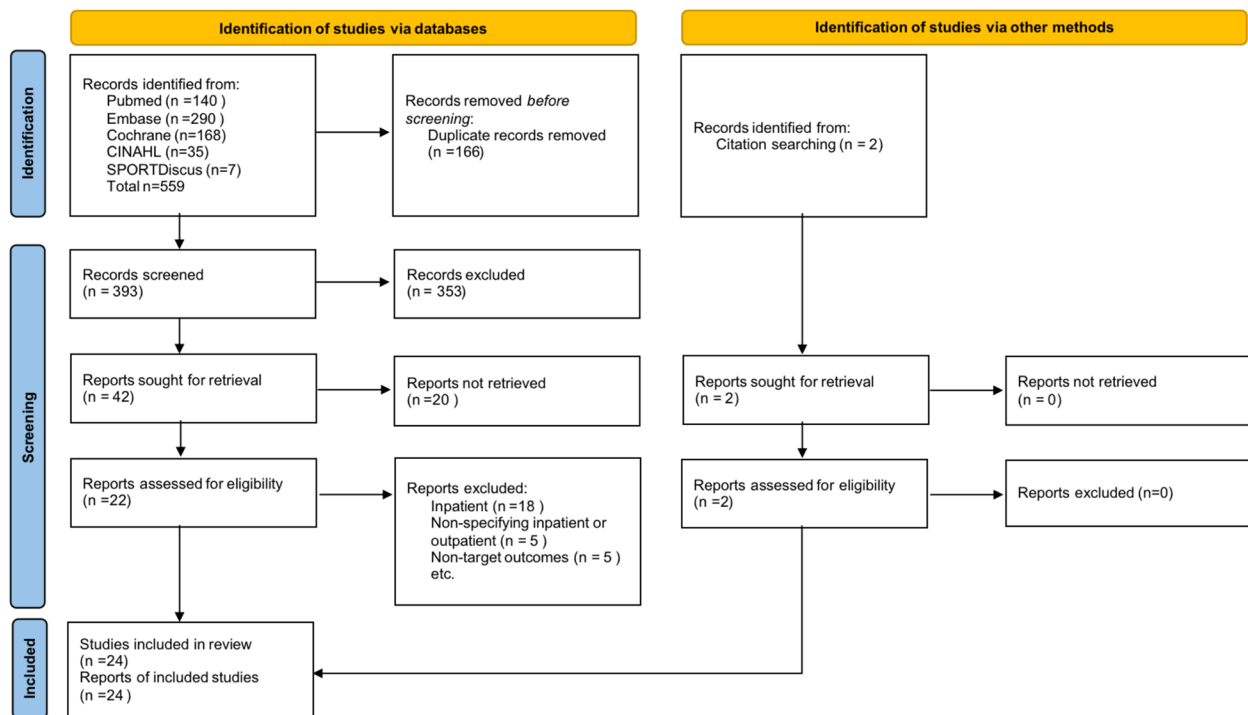 Identification of studies via databases
Identification of studies via other methods
Identification
Records identified from:
Pubmed (n =140 )
Embase (n =290 )
Cochrane (n=168)
CINAHL (n=35)
SPORTDiscus (n=7)
Total n=559
Records removed before
screening:
Duplicate records removed
(n =166)
Records identified from:
Citation searching (n = 2)
Screening
Records screened
(n = 393)
Records excluded
(n = 353)
Reports sought for retrieval
(n = 42)
Reports not retrieved
(n =20 )
Reports sought for retrieval
(n = 2)
Reports not retrieved
(n = 0)
Reports assessed for eligibility
(n =22)
Reports excluded:
Inpatient (n =18 )
Non-specifying inpatient or
outpatient (n = 5 )
Non-target outcomes (n = 5 )
etc.
Reports assessed for eligibility
(n =2)
Reports excluded (n=0)
Included
Studies included in review
(n =24)
Reports of included studies
(n =24 )